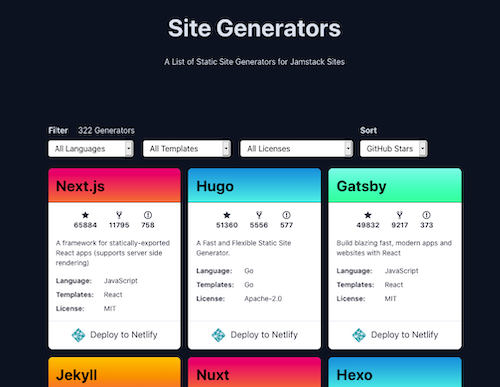 Site Generators
A List of Static Site Generators for Jamstack Sites
Filter 322 Generators Sort
All Languages All Templates All Licenses GitHub Stars
Next.js
65884 11795 758
A framework for statically-exported
React apps (supports server side
rendering)
Language: JavaScript
Templates: React
License: MIT
Deploy to Netlify
Hugo
51360 5556 577
A Fast and Flexible Static Site
Generator.
Language: Go
Templates: Go
License: Apache-2.0
Deploy to Netlify
Gatsby
49832 9217 373
Build blazing fast, modern apps and
websites with React
Language: JavaScript
Templates: React
License: MIT
Deploy to Netlify
Jekyll
Nuxt
Hexo